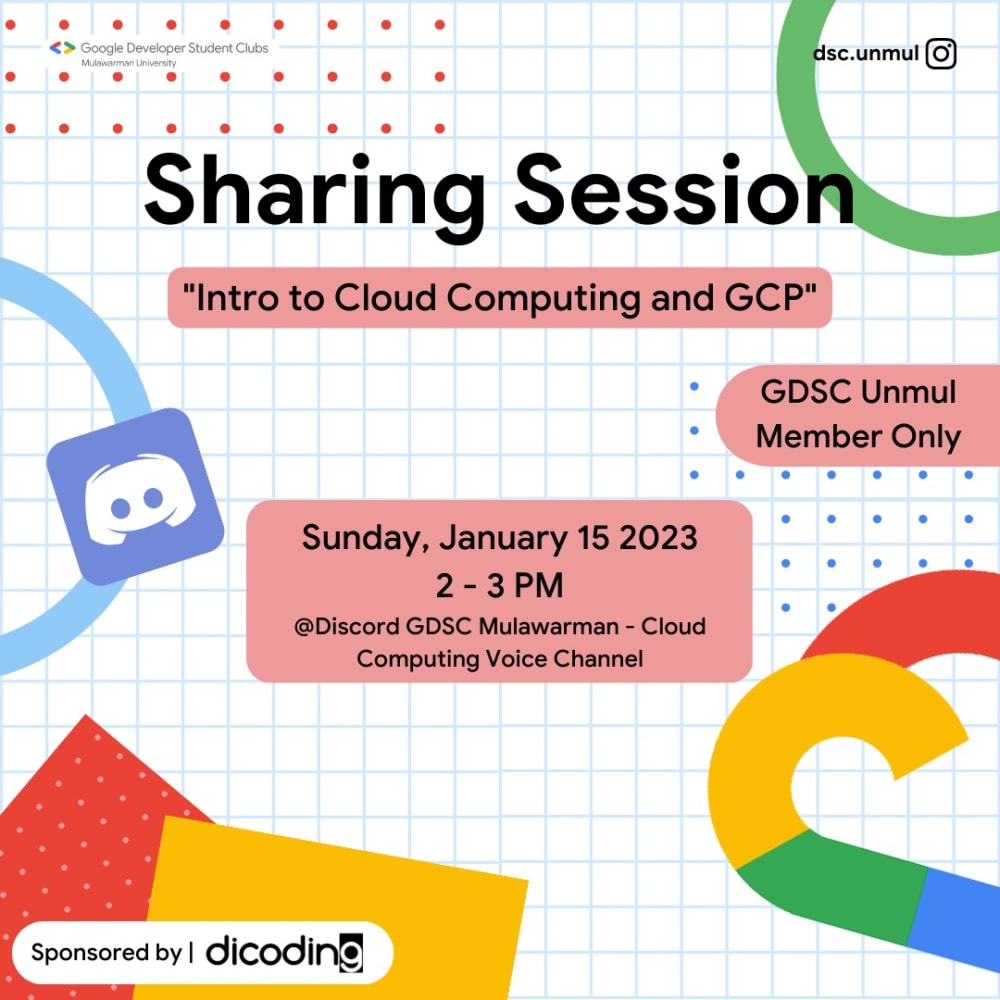 Google Developer Student Clubs
Mulawarman University
dsc.unmul
Sharing Session
"Intro to Cloud Computing and GCP"
GDSC Unmul
Member Only
Sunday, January 15 2023
2 - 3 PM
@Discord GDSC Mulawarman - Cloud
Computing Voice Channel
Sponsored by | dicoding